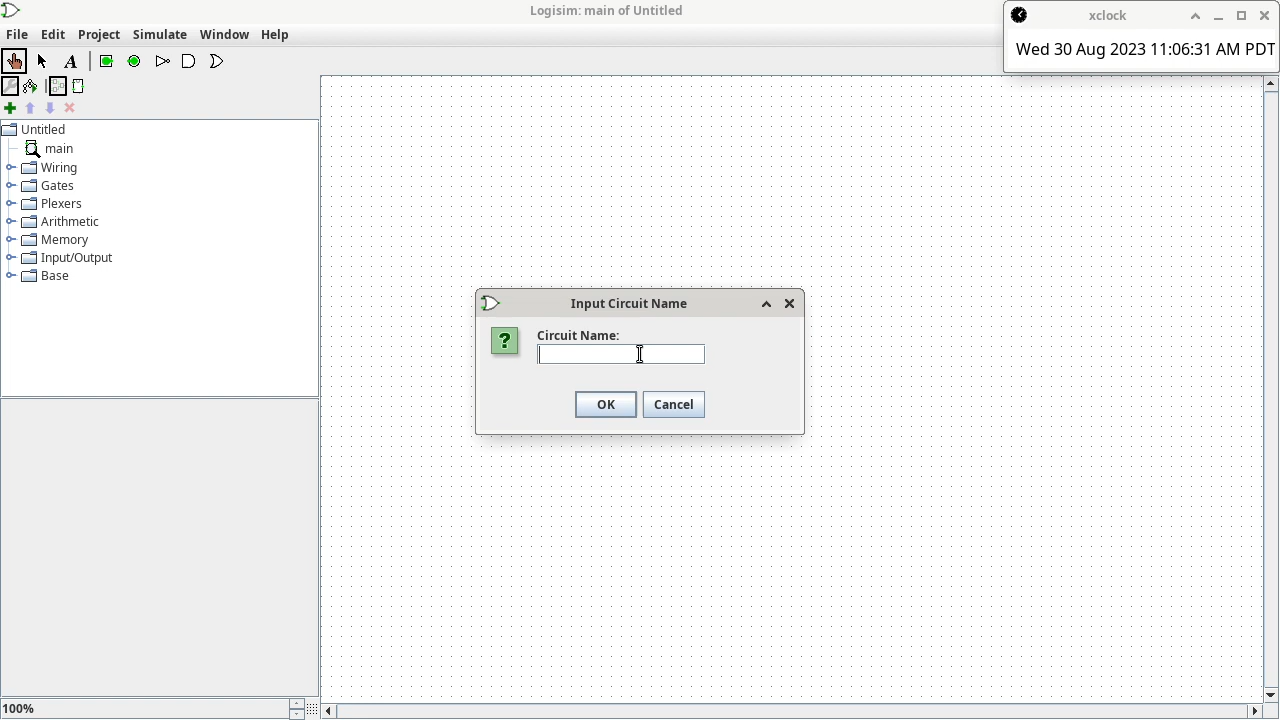 Logisim: main of Untitled
xclock
File Edit Project Simulate Window Help
Wed 30 Aug 2023 11:06:31 AM PDT
A
Untitled
main
Wiring
Gates
Plexers
Arithmetic
Memory
Input/Output
Base
Input Circuit Name
?
Circuit Name:
OK Cancel
100%